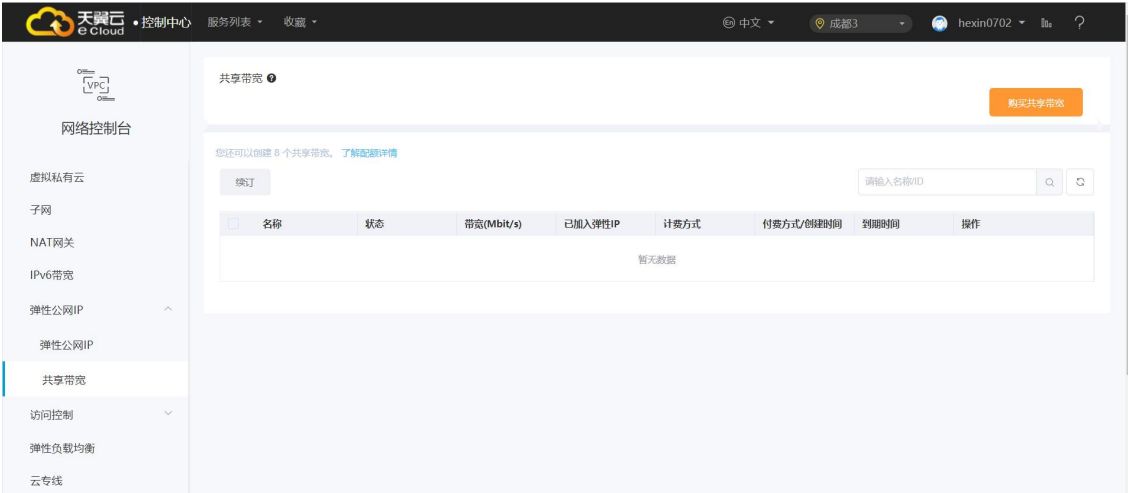 天翼云 e Cloud •控制中心 服务列表 收藏 En 中文 成都3 hexin0702 ?
VPC
网络控制台
虚拟私有云
子网
NAT网关
IPv6带宽
弹性公网IP
弹性公网IP
共享带宽
访问控制
弹性负载均衡
云专线
共享带宽 ?
购买共享带宽
您还可以创建 8 个共享带宽。 了解配额详情
续订 请输入名称/ID
名称 状态 带宽(Mbit/s) 已加入弹性IP 计费方式 付费方式/创建时间 到期时间 操作
暂无数据